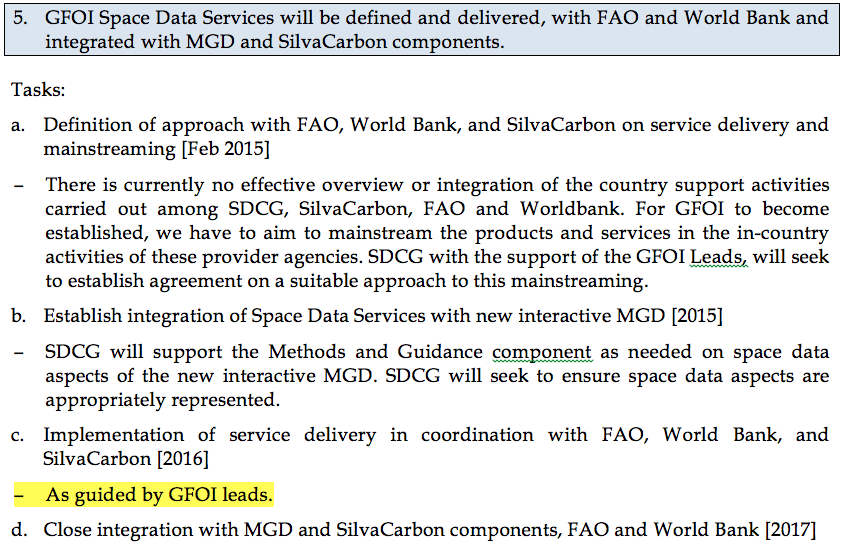 5. GFOI Space Data Services will be defined and delivered, with FAO and World Bank and
integrated with MGD and SilvaCarbon components.
Tasks:
a. Definition of approach with FAO, World Bank, and SilvaCarbon on service delivery and
mainstreaming [Feb 2015]
– There is currently no effective overview or integration of the country support activities
carried out among SDCG, SilvaCarbon, FAO and Worldbank. For GFOI to become
established, we have to aim to mainstream the products and services in the in-country
activities of these provider agencies. SDCG with the support of the GFOI Leads, will seek
to establish agreement on a suitable approach to this mainstreaming.
b. Establish integration of Space Data Services with new interactive MGD [2015]
– SDCG will support the Methods and Guidance component as needed on space data
aspects of the new interactive MGD. SDCG will seek to ensure space data aspects are
appropriately represented.
c. Implementation of service delivery in coordination with FAO, World Bank, and
SilvaCarbon [2016]
– As guided by GFOI leads.
d. Close integration with MGD and SilvaCarbon components, FAO and World Bank [2017]